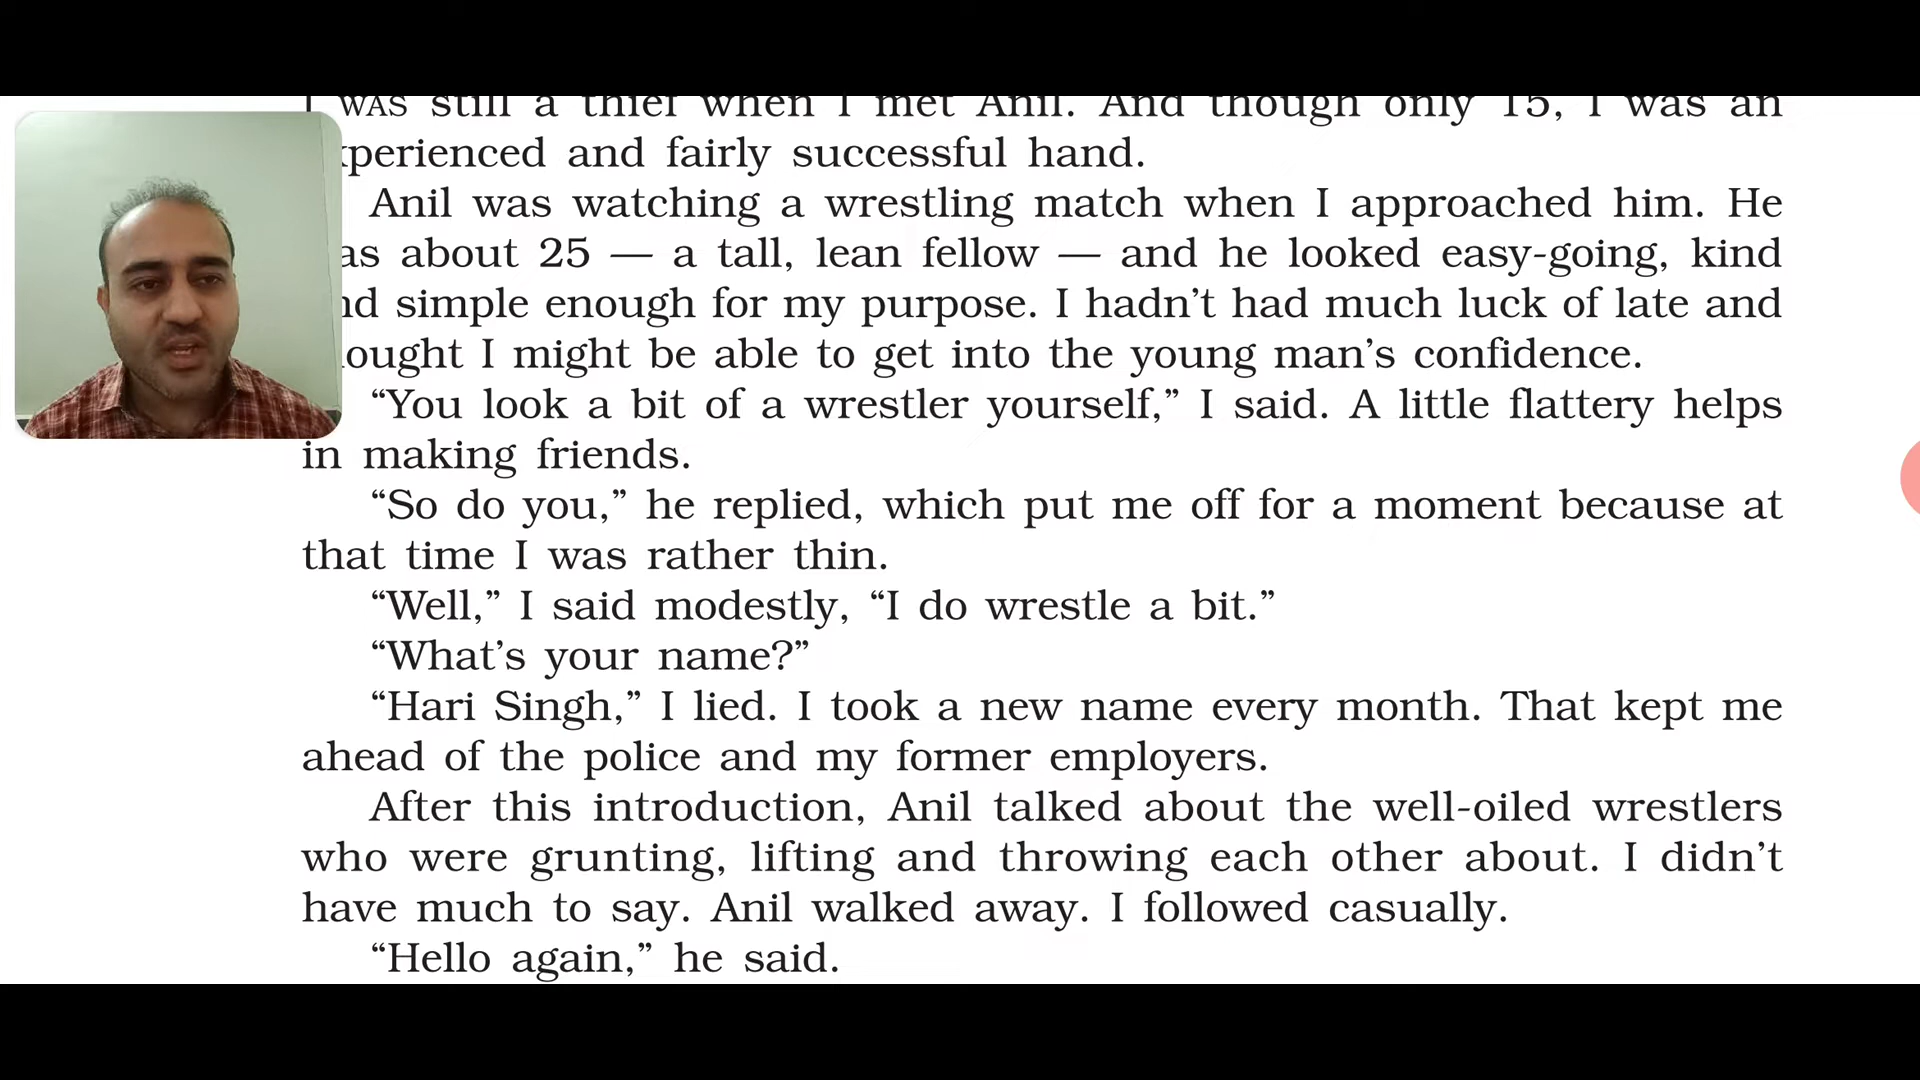 I WAS still a thief when I met Anil. And though only 15, I was an
xperienced and fairly successful hand.
Anil was watching a wrestling match when I approached him. He
as about 25 — a tall, lean fellow — and he looked easy-going, kind
nd simple enough for my purpose. I hadn’t had much luck of late and
ought I might be able to get into the young man’s confidence.
“You look a bit of a wrestler yourself,” I said. A little flattery helps
in making friends.
“So do you,” he replied, which put me off for a moment because at
that time I was rather thin.
“Well,” I said modestly, “I do wrestle a bit.”
“What’s your name?”
“Hari Singh,” I lied. I took a new name every month. That kept me
ahead of the police and my former employers.
After this introduction, Anil talked about the well-oiled wrestlers
who were grunting, lifting and throwing each other about. I didn’t
have much to say. Anil walked away. I followed casually.
“Hello again,” he said.